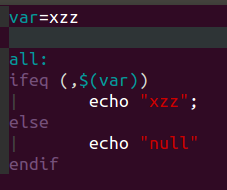 var=xzz
all:
ifeq (,$(var))
|       echo "xzz";
else
|       echo "null"
endif